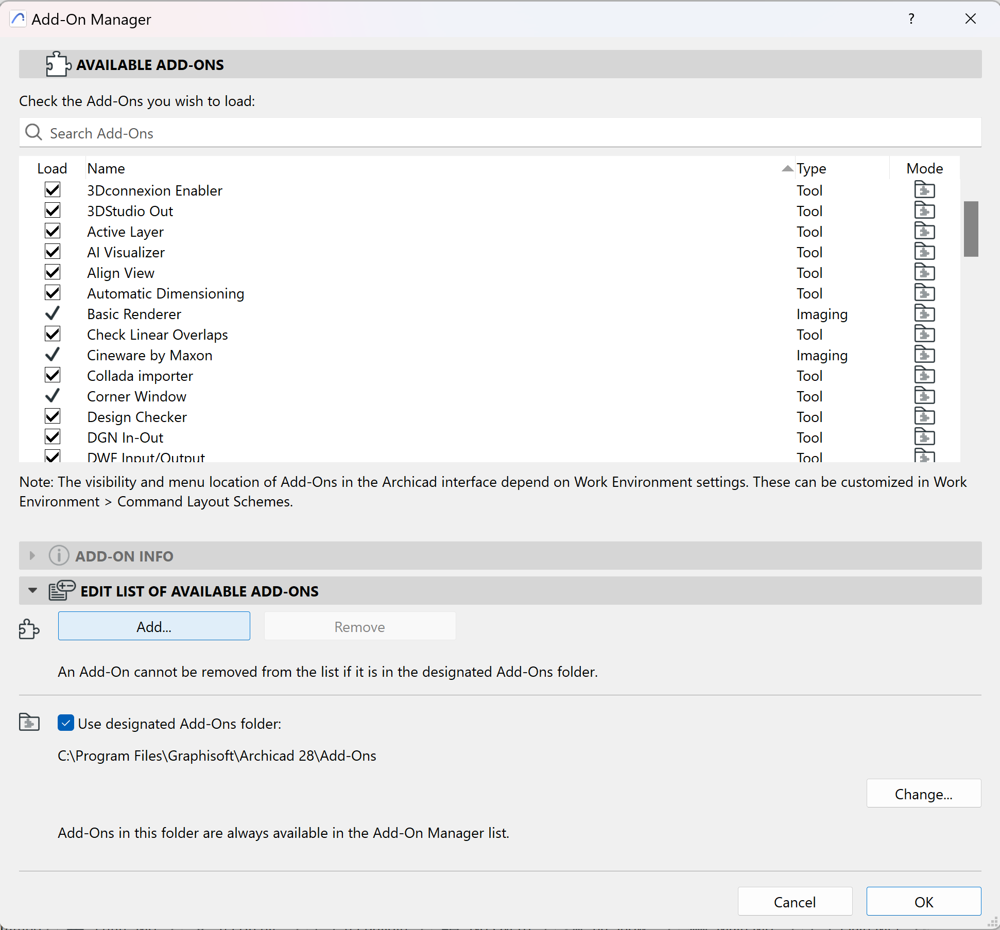 Add-On Manager ?
AVAILABLE ADD-ONS
Check the Add-Ons you wish to load:
Search Add-Ons
Load Name Type Mode
3Dconnexion Enabler Tool
3DStudio Out Tool
Active Layer Tool
AI Visualizer Tool
Align View Tool
Automatic Dimensioning Tool
Basic Renderer Imaging
Check Linear Overlaps Tool
Cineware by Maxon Imaging
Collada importer Tool
Corner Window Tool
Design Checker Tool
DGN In-Out Tool
DWF Input/Output Tool
Note: The visibility and menu location of Add-Ons in the Archicad interface depend on Work Environment settings. These can be customized in Work
Environment > Command Layout Schemes.
ADD-ON INFO
EDIT LIST OF AVAILABLE ADD-ONS
Add... Remove
An Add-On cannot be removed from the list if it is in the designated Add-Ons folder.
Use designated Add-Ons folder:
C:\Program Files\Graphisoft\Archicad 28\Add-Ons
Change...
Add-Ons in this folder are always available in the Add-On Manager list.
Cancel OK